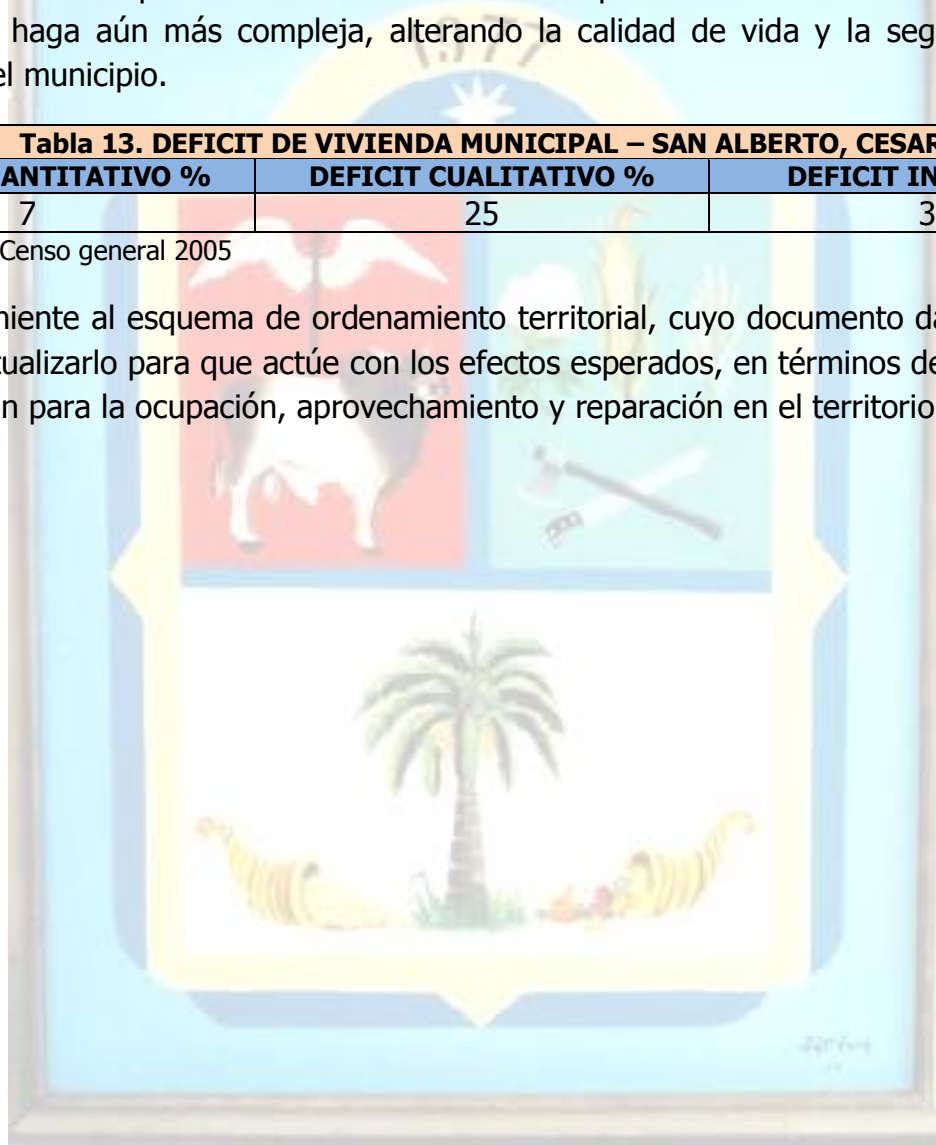 haga aún más compleja, alterando la calidad de vida y la seg
el municipio.
1977
Tabla 13. DEFICIT DE VIVIENDA MUNICIPAL – SAN ALBERTO, CESAR
ANTITATIVO % DEFICIT CUALITATIVO % DEFICIT IN
7 25 3
Censo general 2005
niente al esquema de ordenamiento territorial, cuyo documento da
tualizarlo para que actúe con los efectos esperados, en términos de
n para la ocupación, aprovechamiento y reparación en el territorio